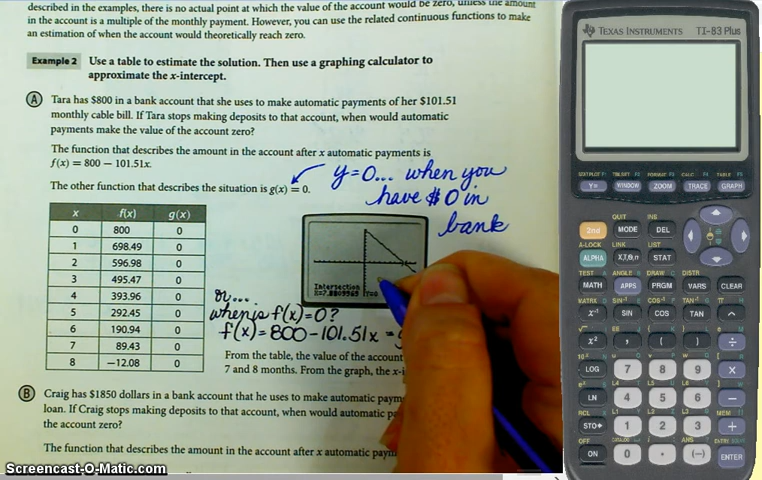 described in the examples, there is no actual point at which the value of the account would be zero, unless the amount
in the account is a multiple of the monthly payment. However, you can use the related continuous functions to make
an estimation of when the account would theoretically reach zero.
Example 2 Use a table to estimate the solution. Then use a graphing calculator to
approximate the x-intercept.
A Tara has $800 in a bank account that she uses to make automatic payments of her $101.51
monthly cable bill. If Tara stops making deposits to that account, when would automatic
payments make the value of the account zero?
The function that describes the amount in the account after x automatic payments is
f(x) = 800 − 101.51x.
The other function that describes the situation is g(x) = 0.
y=0... when you
have $0 in
bank
x f(x) g(x)
0 800 0
1 698.49 0
2 596.98 0
3 495.47 0
4 393.96 0
5 292.45 0
6 190.94 0
7 89.43 0
8 −12.08 0
Intersection
or...
when is f(x)=0?
f(x)=800-101.51x =
From the table, the value of the account
7 and 8 months. From the graph, the
B Craig has $1850 dollars in a bank account that he uses to make automatic
loan. If Craig stops making deposits to that account, when would automatic
the account zero?
The function that describes the amount in the account after x automatic
Screencast-O-Matic.com
TEXAS INSTRUMENTS TI-83 Plus
STAT PLOT F1 TBLSET F2 FORMAT F3 CALC F4 TABLE F5
Y= WINDOW ZOOM TRACE GRAPH
QUIT INS
2nd MODE DEL
A-LOCK LINK LIST
ALPHA X,T,θ,n STAT
TEST A ANGLE B DRAW C DISTR
MATH APPS PRGM VARS CLEAR
MATRX D SIN⁻¹ E COS⁻¹ F TAN⁻¹ G π H
x⁻¹ SIN COS TAN ^
x² , ( ) ÷
LOG 7 8 9 ×
LN 4 5 6 −
RCL
STO► 1 2 3 +
OFF
ON 0 . (−) ENTER